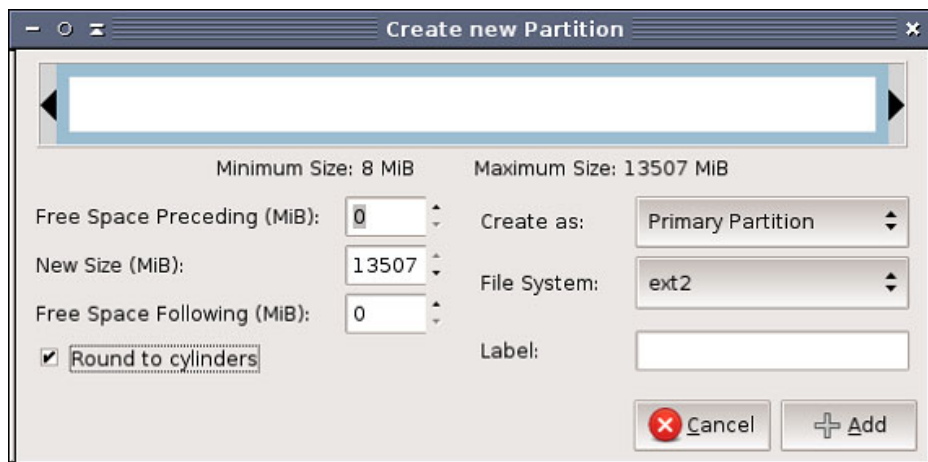 Create new Partition
Minimum Size: 8 MiB Maximum Size: 13507 MiB
Free Space Preceding (MiB): 0
Create as: Primary Partition
New Size (MiB): 13507
File System: ext2
Free Space Following (MiB): 0
Label:
Round to cylinders
Cancel Add